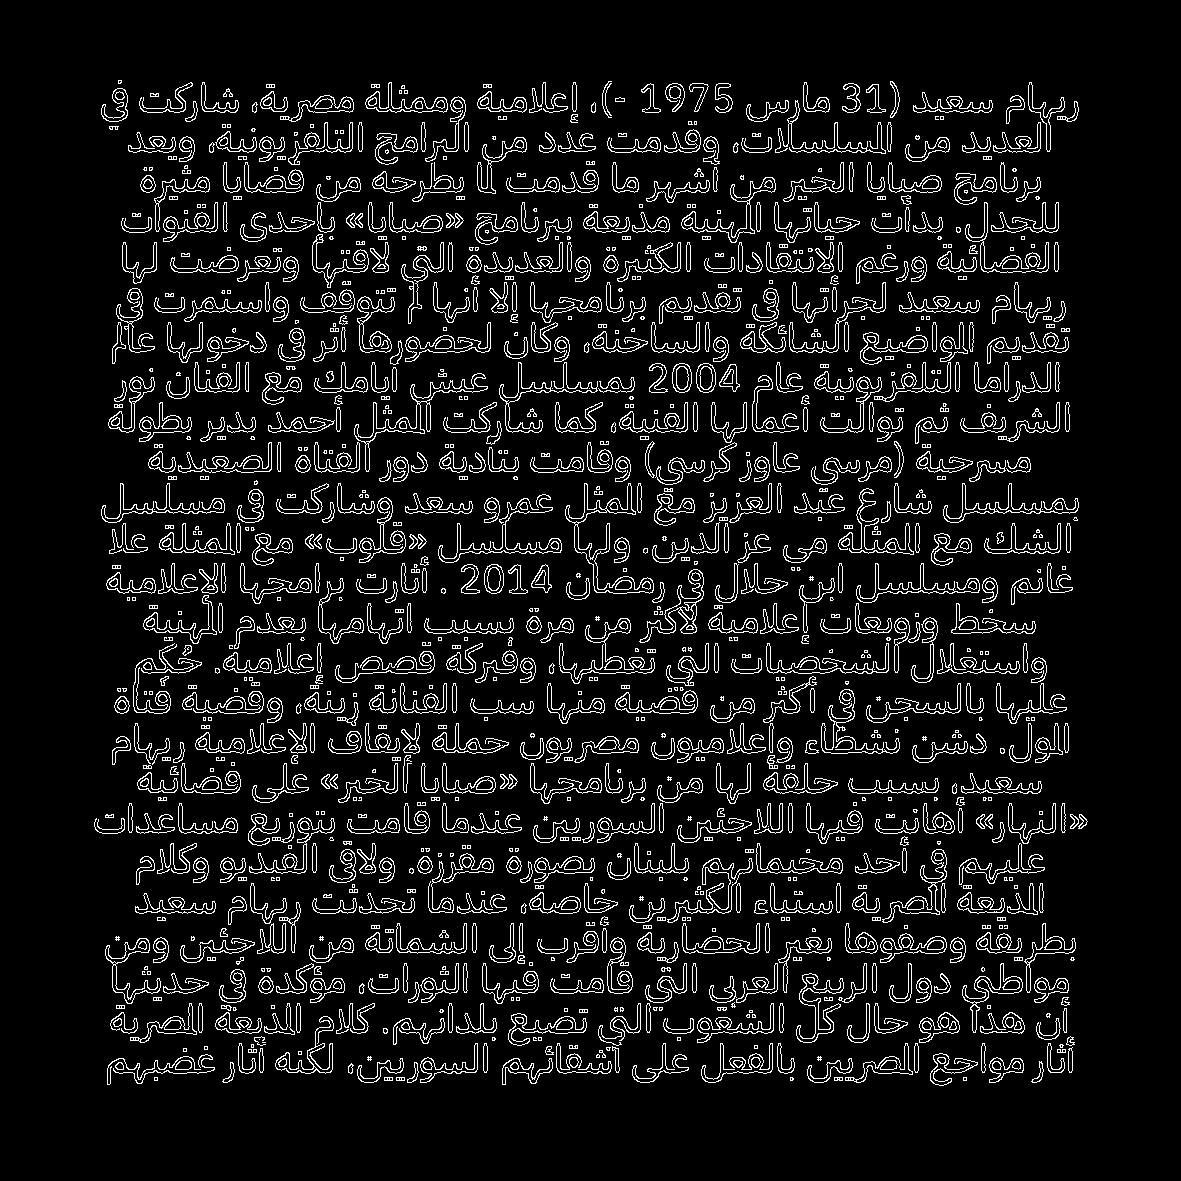 ريهام سعيد (31 مارس 1975 -)، إعلامية وممثلة مصرية، شاركت في
العديد من المسلسلات، وقدمت عدد من البرامج التلفزيونية، ويعد
برنامج صبايا الخير من أشهر ما قدمت لما يطرحه من قضايا مثيرة
للجدل. بدأت حياتها المهنية مذيعة ببرنامج «صبايا» بإحدى القنوات
الفضائية ورغم الانتقادات الكثيرة والعديدة التي لاقتها وتعرضت لها
ريهام سعيد لجرأتها في تقديم برنامجها إلا أنها لم تتوقف واستمرت في
تقديم المواضيع الشائكة والساخنة، وكان لحضورها أثر في دخولها عالم
الدراما التلفزيونية عام 2004 بمسلسل عيش أيامك مع الفنان نور
الشريف ثم توالت أعمالها الفنية، كما شاركت الممثل أحمد بدير بطولة
مسرحية (مرسي عاوز كرسي) وقامت بتأدية دور الفتاة الصعيدية
بمسلسل شارع عبد العزيز مع الممثل عمرو سعد وشاركت في مسلسل
الشك مع الممثلة مي عز الدين. ولها مسلسل «قلوب» مع الممثلة علا
غانم ومسلسل ابن حلال في رمضان 2014 . أثارت برامجها الإعلامية
سخط وزوبعات إعلامية لأكثر من مرة بسبب اتهامها بعدم المهنية
واستغلال الشخصيات التي تغطيها، وفبركة قصص إعلامية. حُكِم
عليها بالسجن في أكثر من قضية منها سب الفنانة زينة، وقضية فتاة
المول. دشن نشطاء وإعلاميون مصريون حملة لإيقاف الإعلامية ريهام
سعيد، بسبب حلقة لها من برنامجها «صبايا الخير» على فضائية
«النهار» أهانت فيها اللاجئين السوريين عندما قامت بتوزيع مساعدات
عليهم في أحد مخيماتهم بلبنان بصورة مقززة. ولاقى الفيديو وكلام
المذيعة المصرية استياء الكثيرين خاصة، عندما تحدثت ريهام سعيد
بطريقة وصفوها بغير الحضارية وأقرب إلى الشماتة من اللاجئين ومن
مواطني دول الربيع العربي التي قامت فيها الثورات، مؤكدة في حديثها
أن هذا هو حال كل الشعوب التي تضيع بلدانهم. كلام المذيعة المصرية
أثار مواجع المصريين بالفعل على أشقائهم السوريين، لكنه أثار غضبهم